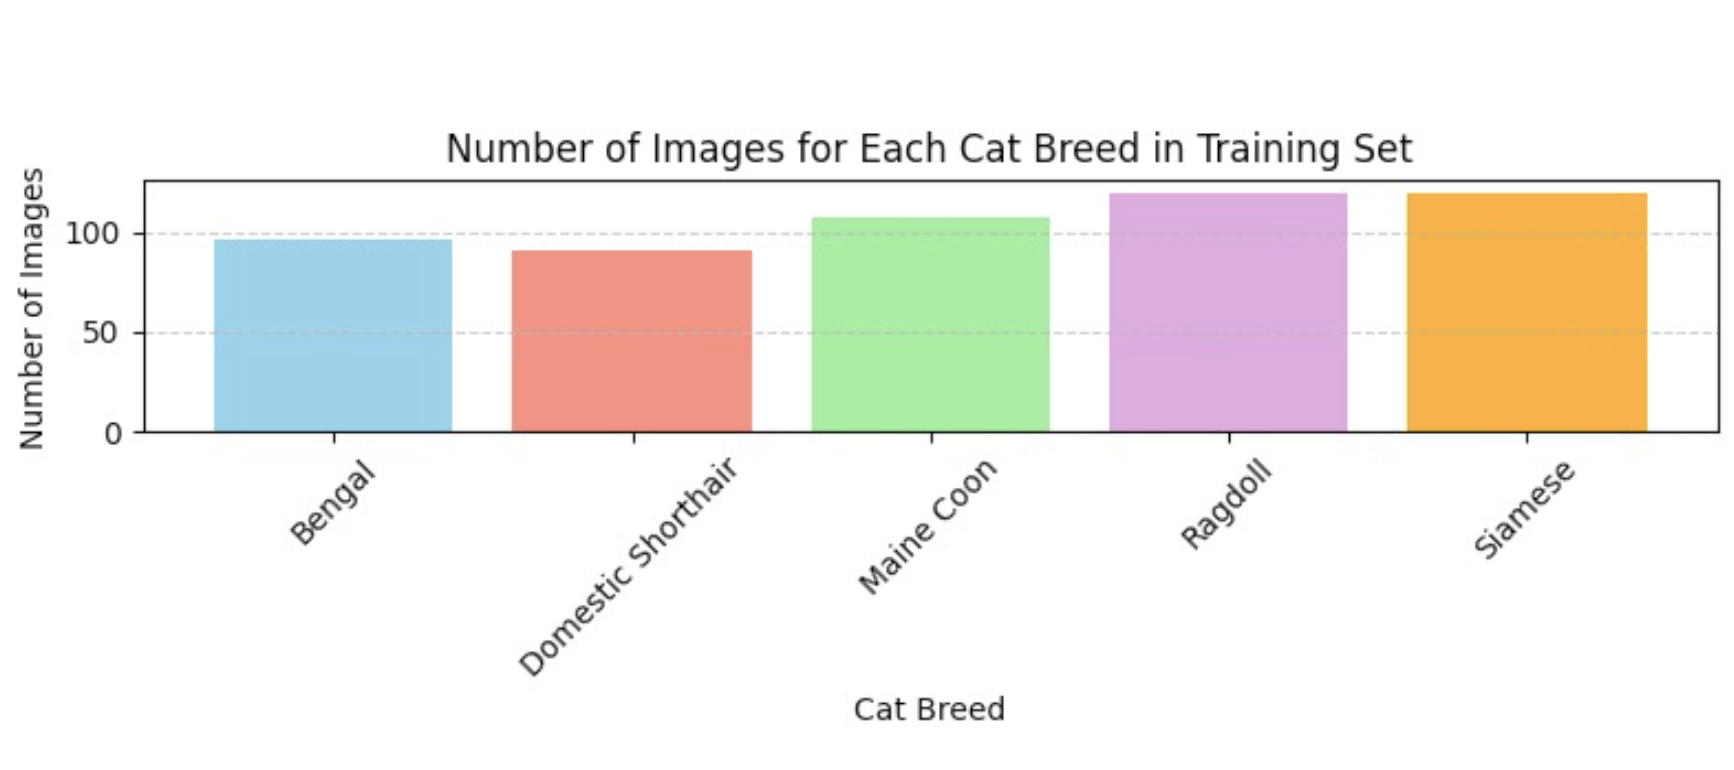 Number of Images for Each Cat Breed in Training Set
Number of Images
100
50
0
Bengal
Domestic Shorthair
Maine Coon
Ragdoll
Siamese
Cat Breed